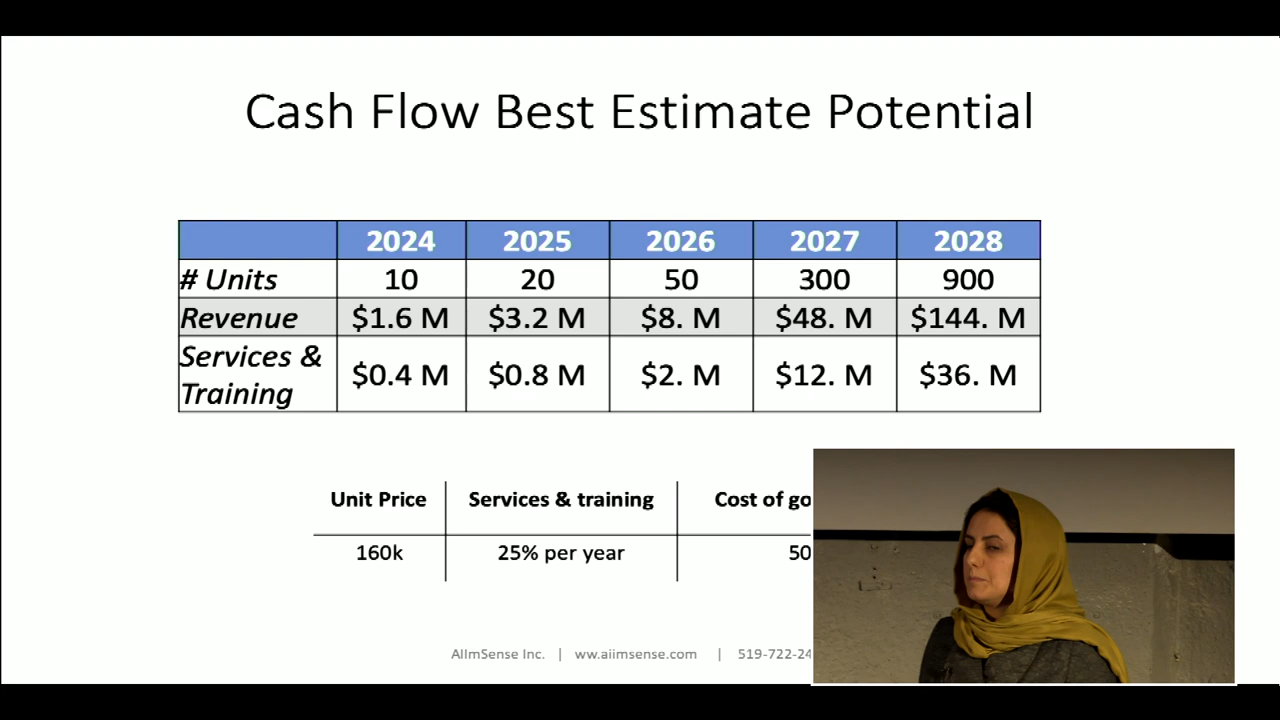 Cash Flow Best Estimate Potential
2024 2025 2026 2027 2028
# Units 10 20 50 300 900
Revenue $1.6 M $3.2 M $8. M $48. M $144. M
Services &
Training $0.4 M $0.8 M $2. M $12. M $36. M
Unit Price Services & training Cost of go
160k 25% per year 50
AIImSense Inc. | ww.aiimsense.com | 519-722-24